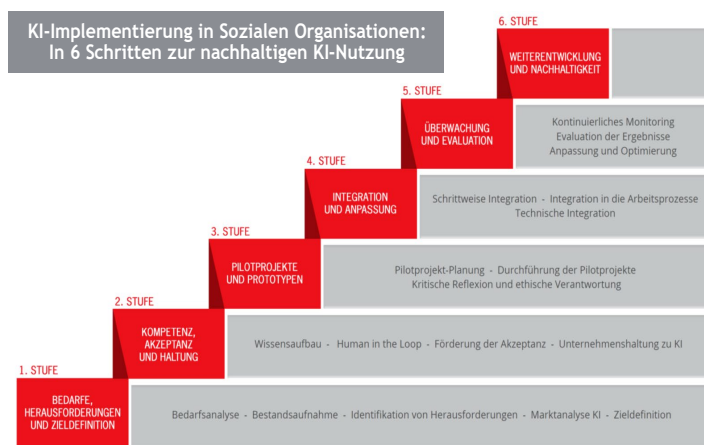 KI-Implementierung in Sozialen Organisationen:
In 6 Schritten zur nachhaltigen KI-Nutzung
6. STUFE
WEITERENTWICKLUNG
UND NACHHALTIGKEIT
5. STUFE
ÜBERWACHUNG
UND EVALUATION
Kontinuierliches Monitoring
Evaluation der Ergebnisse
Anpassung und Optimierung
4. STUFE
INTEGRATION
UND ANPASSUNG
Schrittweise Integration - Integration in die Arbeitsprozesse
Technische Integration
3. STUFE
PILOTPROJEKTE
UND PROTOTYPEN
Pilotprojekt-Planung - Durchführung der Pilotprojekte
Kritische Reflexion und ethische Verantwortung
2. STUFE
KOMPETENZ,
AKZEPTANZ
UND HALTUNG
Wissensaufbau - Human in the Loop - Förderung der Akzeptanz - Unternehmenshaltung zu KI
1. STUFE
BEDARFE,
HERAUSFORDERUNGEN
UND ZIELDEFINITION
Bedarfsanalyse - Bestandsaufnahme - Identifikation von Herausforderungen - Marktanalyse KI - Zieldefinition